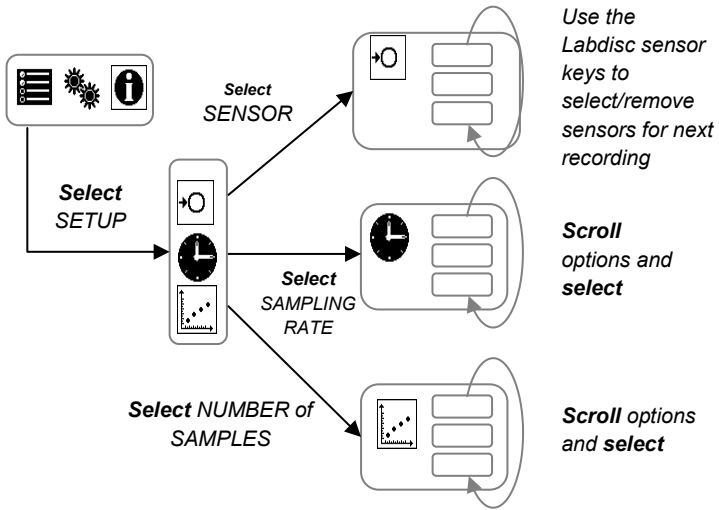 Select
SETUP
Select
SENSOR
Use the
Labdisc sensor
keys to
select/remove
sensors for next
recording
Select
SAMPLING
RATE
Scroll
options and
select
Select NUMBER of
SAMPLES
Scroll options
and select